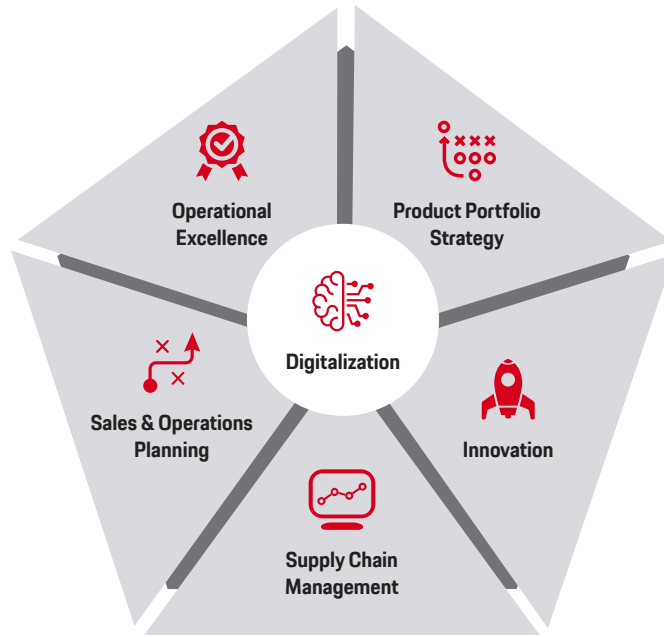 Operational
Excellence
Product Portfolio
Strategy
Digitalization
Sales & Operations
Planning
Innovation
Supply Chain
Management